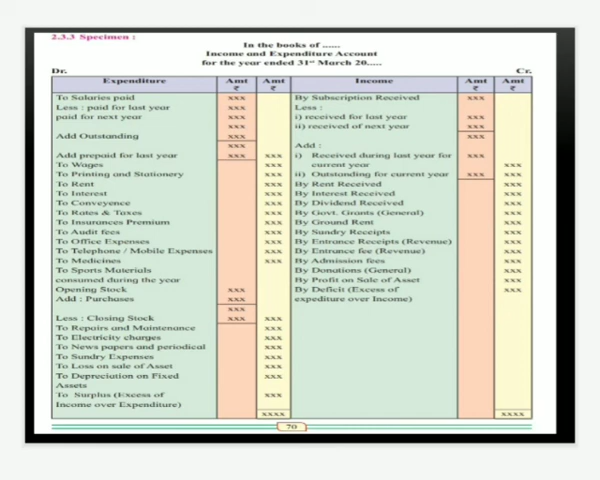 2.3.3 Specimen :
In the books of ......
Income and Expenditure Account
for the year ended 31st March 20.....
Dr. Cr.
Expenditure Amt ₹ Amt ₹ Income Amt ₹ Amt ₹
To Salaries paid xxx By Subscription Received xxx
Less : paid for last year xxx Less :
paid for next year xxx i) received for last year xxx
xxx ii) received of next year xxx
Add Outstanding xxx xxx
xxx Add :
Add prepaid for last year xxx xxx i) Received during last year for xxx
To Wages xxx current year xxx
To Printing and Stationery xxx ii) Outstanding for current year xxx xxx
To Rent xxx By Rent Received xxx
To Interest xxx By Interest Received xxx
To Conveyence xxx By Dividend Received xxx
To Rates & Taxes xxx By Govt. Grants (General) xxx
To Insurances Premium xxx By Ground Rent xxx
To Audit fees xxx By Sundry Receipts xxx
To Office Expenses xxx By Entrance Receipts (Revenue) xxx
To Telephone / Mobile Expenses xxx By Entrance fee (Revenue) xxx
To Medicines xxx By Admission fees xxx
To Sports Materials By Donations (General) xxx
consumed during the year By Profit on Sale of Asset xxx
Opening Stock xxx By Deficit (Excess of xxx
Add : Purchases xxx expediture over Income)
xxx
Less : Closing Stock xxx xxx
To Repairs and Maintenance xxx
To Electricity charges xxx
To News papers and periodical xxx
To Sundry Expenses xxx
To Loss on sale of Asset xxx
To Depreciation on Fixed xxx
Assets
To Surplus (Excess of xxx
Income over Expenditure)
xxxx xxxx
70